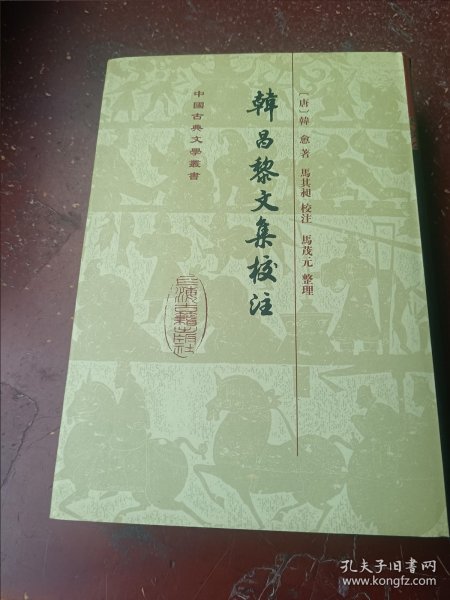 〔唐〕韓愈著 馬其昶校注 馬茂元整理
韓昌黎文集校注
中國古典文學叢書
上海古籍出版社
孔夫子旧书网
www.kongfz.com